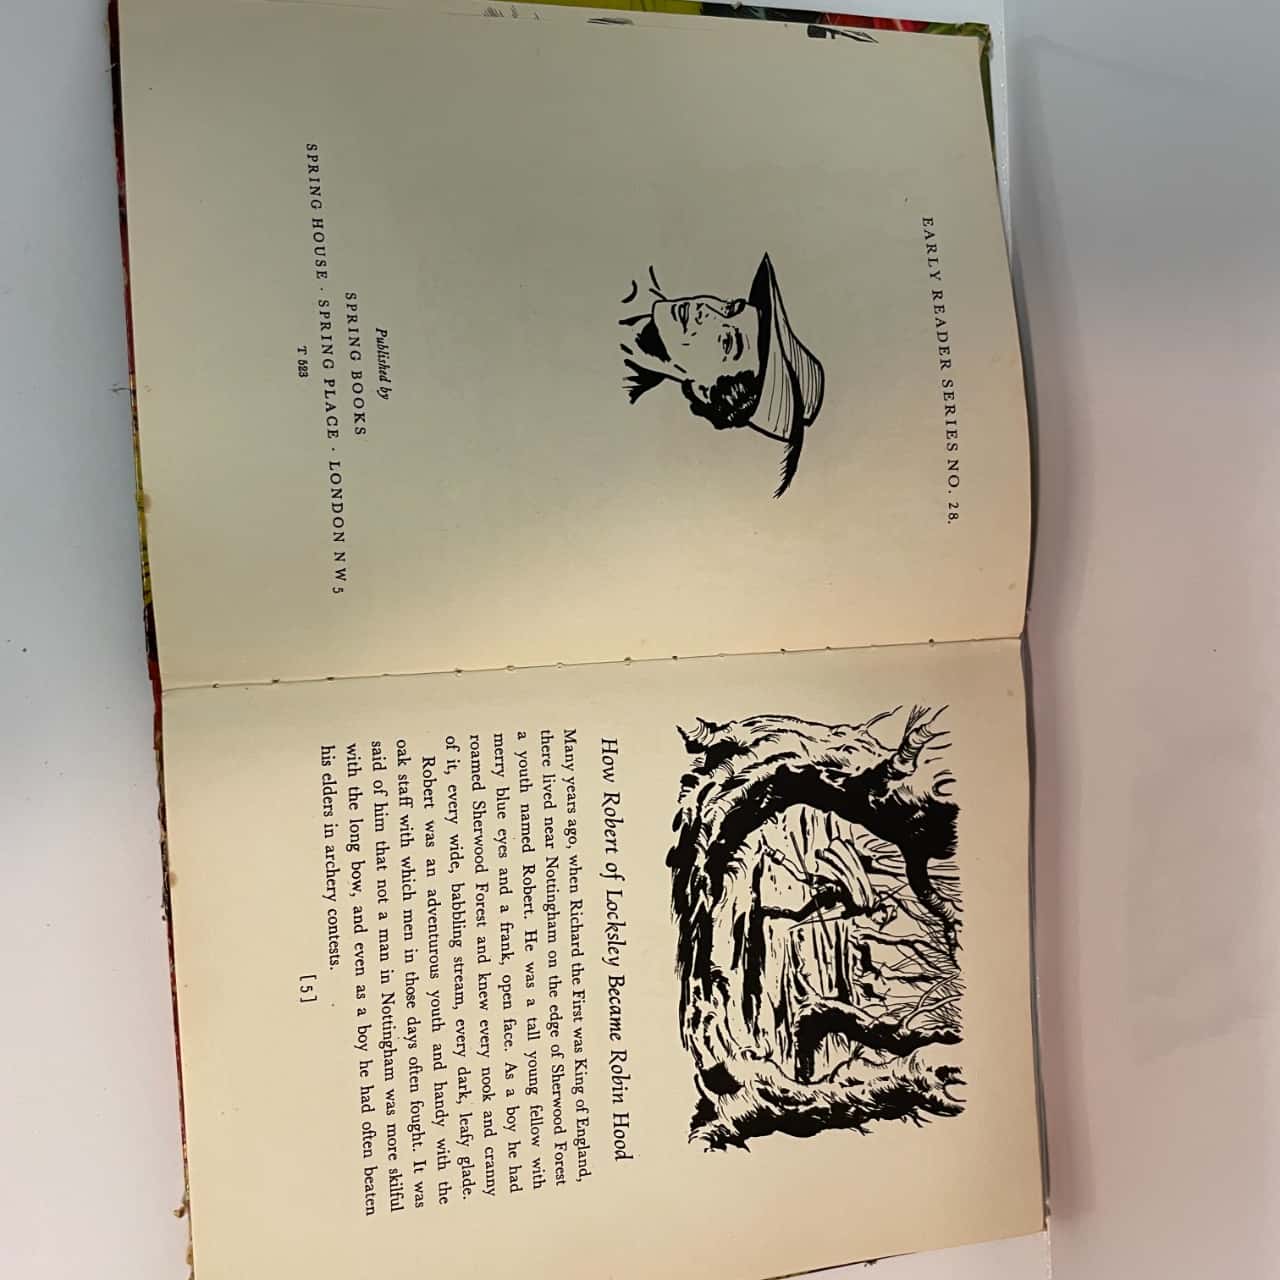 EARLY READER SERIES NO. 28.
Published by
SPRING BOOKS
SPRING HOUSE · SPRING PLACE · LONDON N W 5
T 523
How Robert of Locksley Became Robin Hood
Many years ago, when Richard the First was King of England,
there lived near Nottingham on the edge of Sherwood Forest
a youth named Robert. He was a tall young fellow with
merry blue eyes and a frank, open face. As a boy he had
roamed Sherwood Forest and knew every nook and cranny
of it, every wide, babbling stream, every dark, leafy glade.
Robert was an adventurous youth and handy with the
oak staff with which men in those days often fought. It was
said of him that not a man in Nottingham was more skilful
with the long bow, and even as a boy he had often beaten
his elders in archery contests.
[ 5 ]